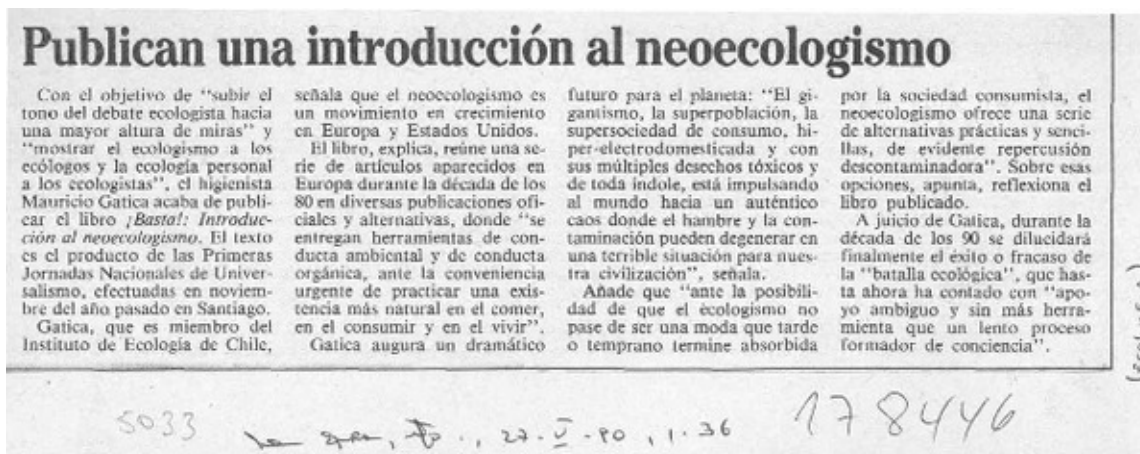 Publican una introducción al neoecologismo
Con el objetivo de "subir el
tono del debate ecologista hacia
una mayor altura de miras" y
"mostrar el ecologismo a los
ecólogos y la ecología personal
a los ecologistas", el higienista
Mauricio Gatica acaba de publi-
car el libro ¡Basta!: Introduc-
ción al neoecologismo. El texto
es el producto de las Primeras
Jornadas Nacionales de Univer-
salismo, efectuadas en noviem-
bre del año pasado en Santiago.
Gatica, que es miembro del
Instituto de Ecología de Chile,
señala que el neoecologismo es
un movimiento en crecimiento
en Europa y Estados Unidos.
El libro, explica, reúne una se-
rie de artículos aparecidos en
Europa durante la década de los
80 en diversas publicaciones ofi-
ciales y alternativas, donde "se
entregan herramientas de con-
ducta ambiental y de conducta
orgánica, ante la conveniencia
urgente de practicar una exis-
tencia más natural en el comer,
en el consumir y en el vivir".
Gatica augura un dramático
futuro para el planeta: "El gi-
gantismo, la superpoblación, la
supersociedad de consumo, hi-
per-electrodomesticada y con
sus múltiples desechos tóxicos y
de toda índole, está impulsando
al mundo hacia un auténtico
caos donde el hambre y la con-
taminación pueden degenerar en
una terrible situación para nues-
tra civilización", señala.
Añade que "ante la posibili-
dad de que el ecologismo no
pase de ser una moda que tarde
o temprano termine absorbida
por la sociedad consumista, el
neoecologismo ofrece una serie
de alternativas prácticas y senci-
llas, de evidente repercusión
descontaminadora". Sobre esas
opciones, apunta, reflexiona el
libro publicado.
A juicio de Gatica, durante la
década de los 90 se dilucidará
finalmente el éxito o fracaso de
la "batalla ecológica", que has-
ta ahora ha contado con "apo-
yo ambiguo y sin más herra-
mienta que un lento proceso
formador de conciencia".
5033
27.V.90, 1.36
178446